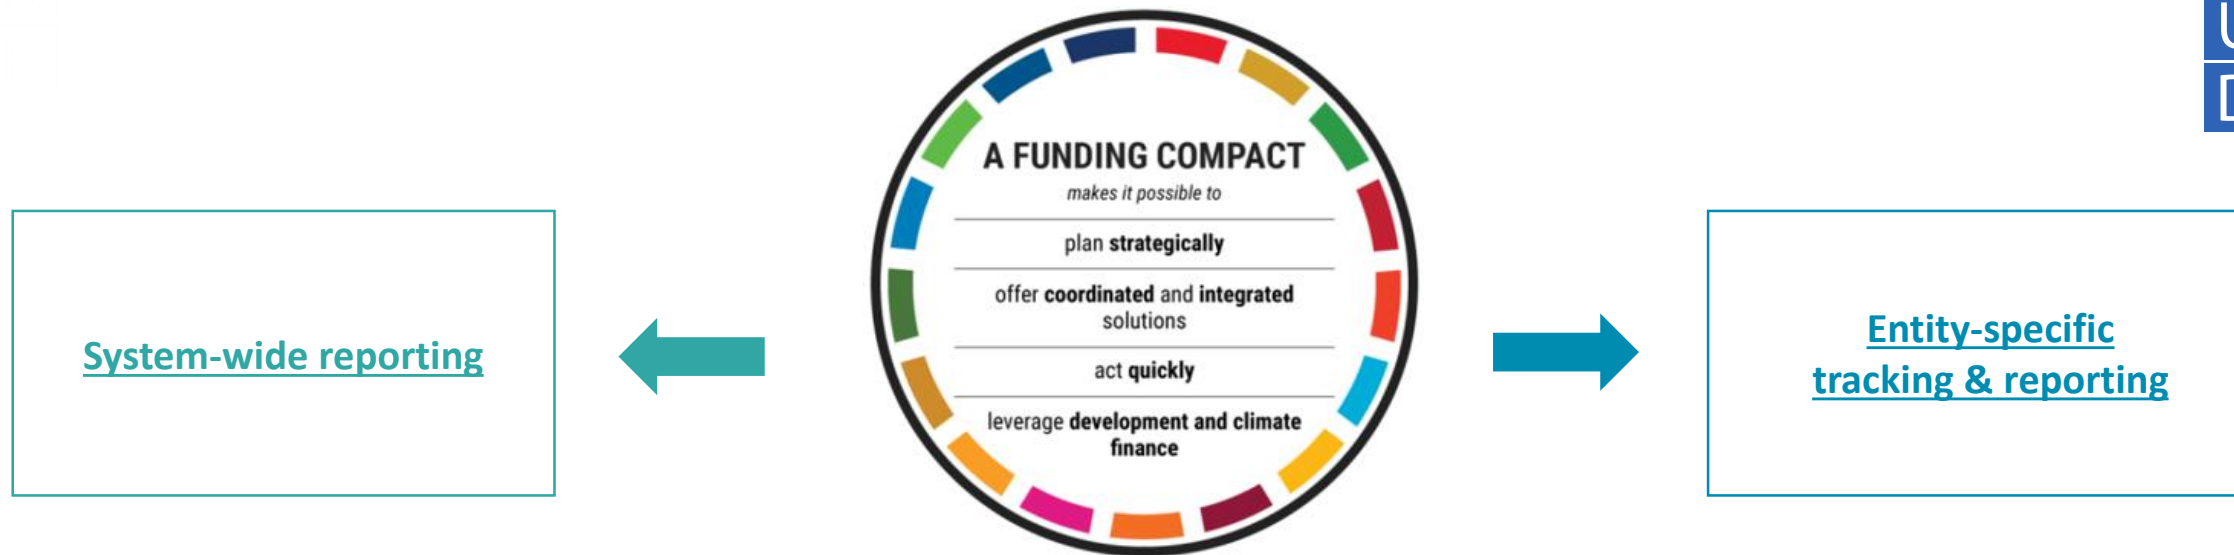 A FUNDING COMPACT
makes it possible to
plan strategically
offer coordinated and integrated
solutions
act quickly
leverage development and climate
finance
System-wide reporting
Entity-specific
tracking & reporting
U
D